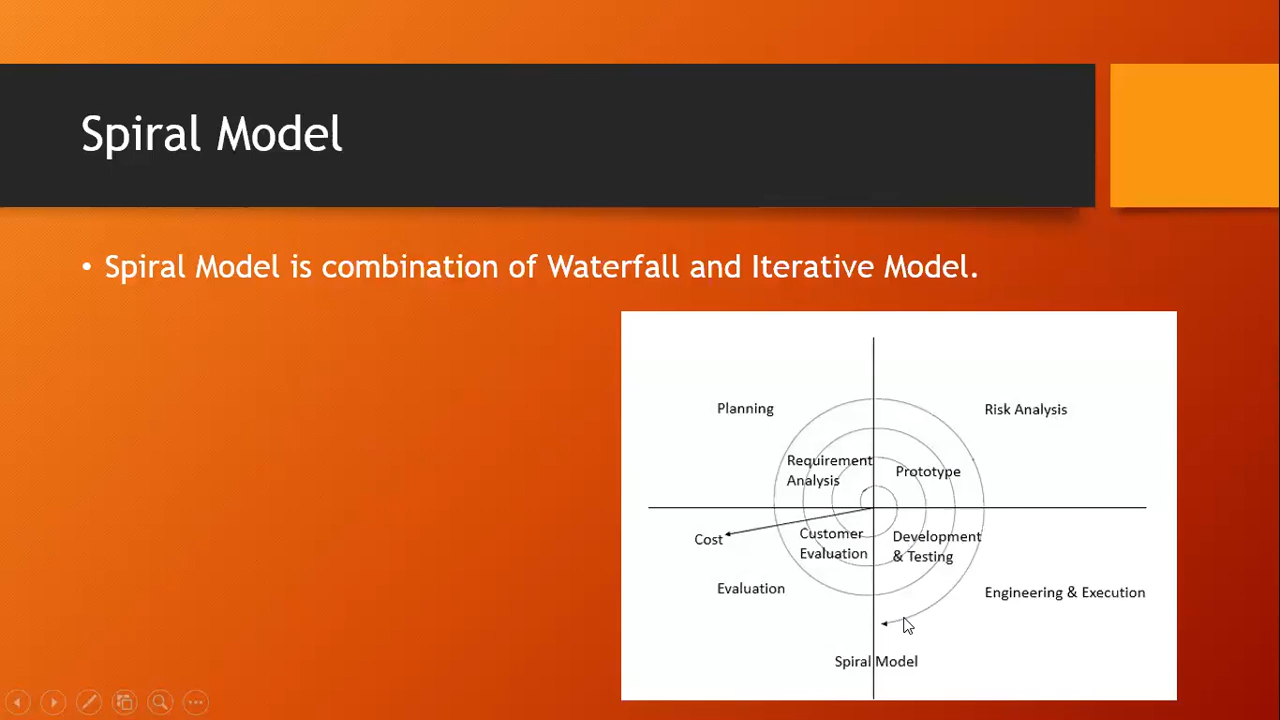 Spiral Model
• Spiral Model is combination of Waterfall and Iterative Model.
Planning
Risk Analysis
Requirement
Analysis
Prototype
Cost
Customer
Evaluation
Development
& Testing
Evaluation
Engineering & Execution
Spiral Model